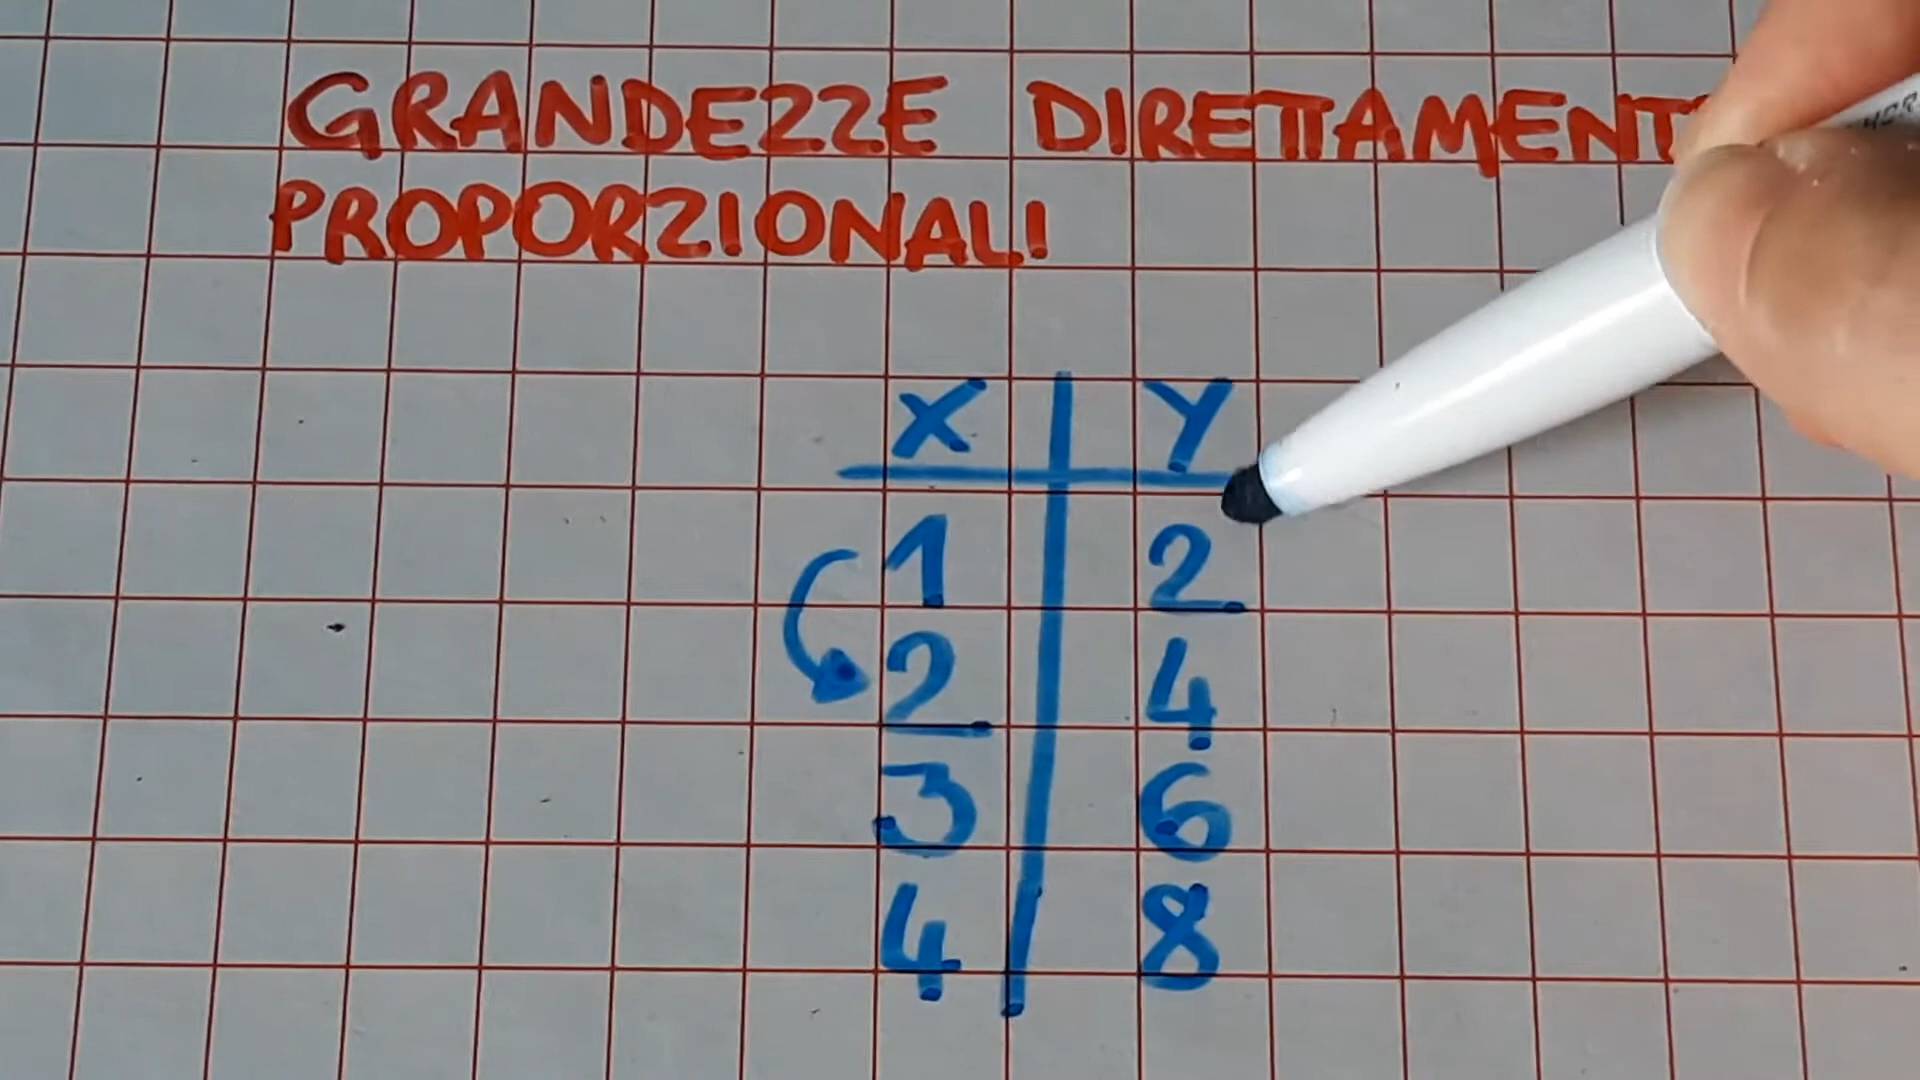 GRANDEZZE DIRETTAMENT
PROPORZIONALI
X Y
1 2
2 4
3 6
4 8